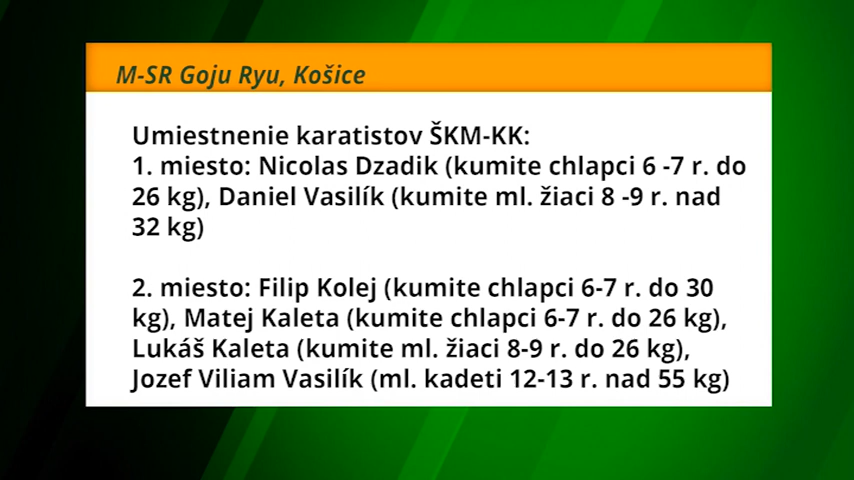 M-SR Goju Ryu, Košice
Umiestnenie karatistov ŠKM-KK:
1. miesto: Nicolas Dzadik (kumite chlapci 6 -7 r. do
26 kg), Daniel Vasilík (kumite ml. žiaci 8 -9 r. nad
32 kg)
2. miesto: Filip Kolej (kumite chlapci 6-7 r. do 30
kg), Matej Kaleta (kumite chlapci 6-7 r. do 26 kg),
Lukáš Kaleta (kumite ml. žiaci 8-9 r. do 26 kg),
Jozef Viliam Vasilík (ml. kadeti 12-13 r. nad 55 kg)